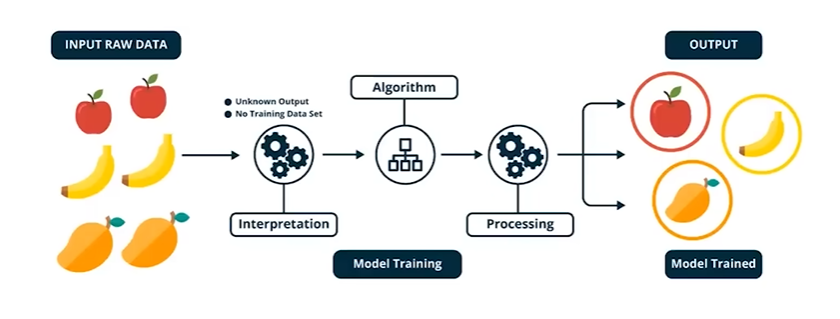 INPUT RAW DATA
OUTPUT
Unknown Output
No Training Data Set
Algorithm
Interpretation
Processing
Model Training
Model Trained